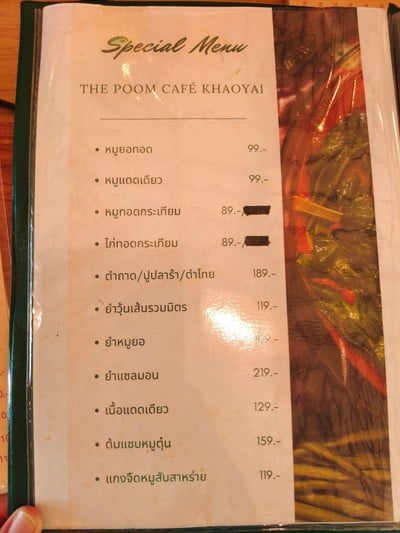 Special Menu
THE POOM CAFÉ KHAOYAI
• หมูยอทอด 99.-
• หมูแดดเดียว 99.-
• หมูทอดกระเทียม 89.-/
• ไก่ทอดกระเทียม 89.-/
• ตำถาด/ปูปลาร้า/ตำไทย 189.-
• ยำวุ้นเส้นรวมมิตร 119.-
• ยำหมูยอ
• ยำแซลมอน 219.-
• เนื้อแดดเดียว 129.-
• ต้มแซบหมูตุ๋น 159.-
• แกงจืดหมูสับสาหร่าย 119.-